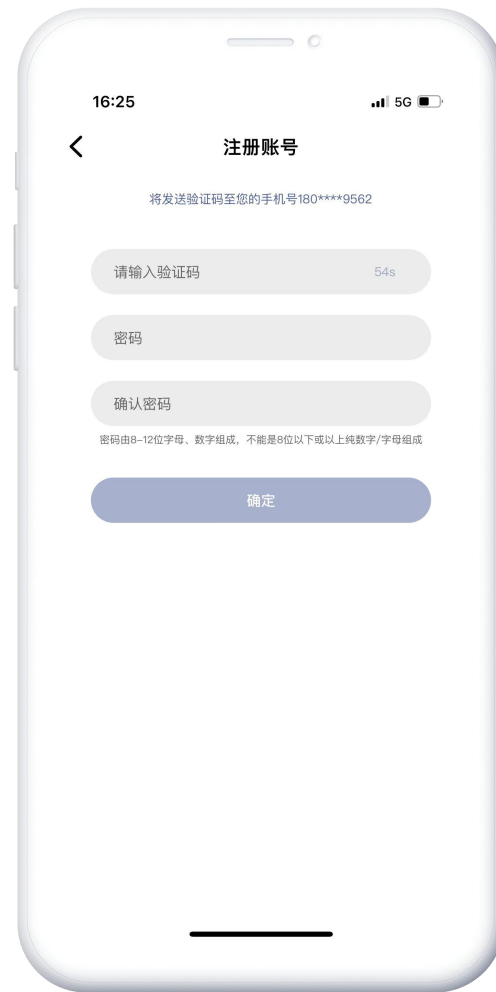 16:25
5G
注册账号
将发送验证码至您的手机号180****9562
请输入验证码
54s
密码
确认密码
密码由8–12位字母、数字组成，不能是8位以下或以上纯数字/字母组成
确定